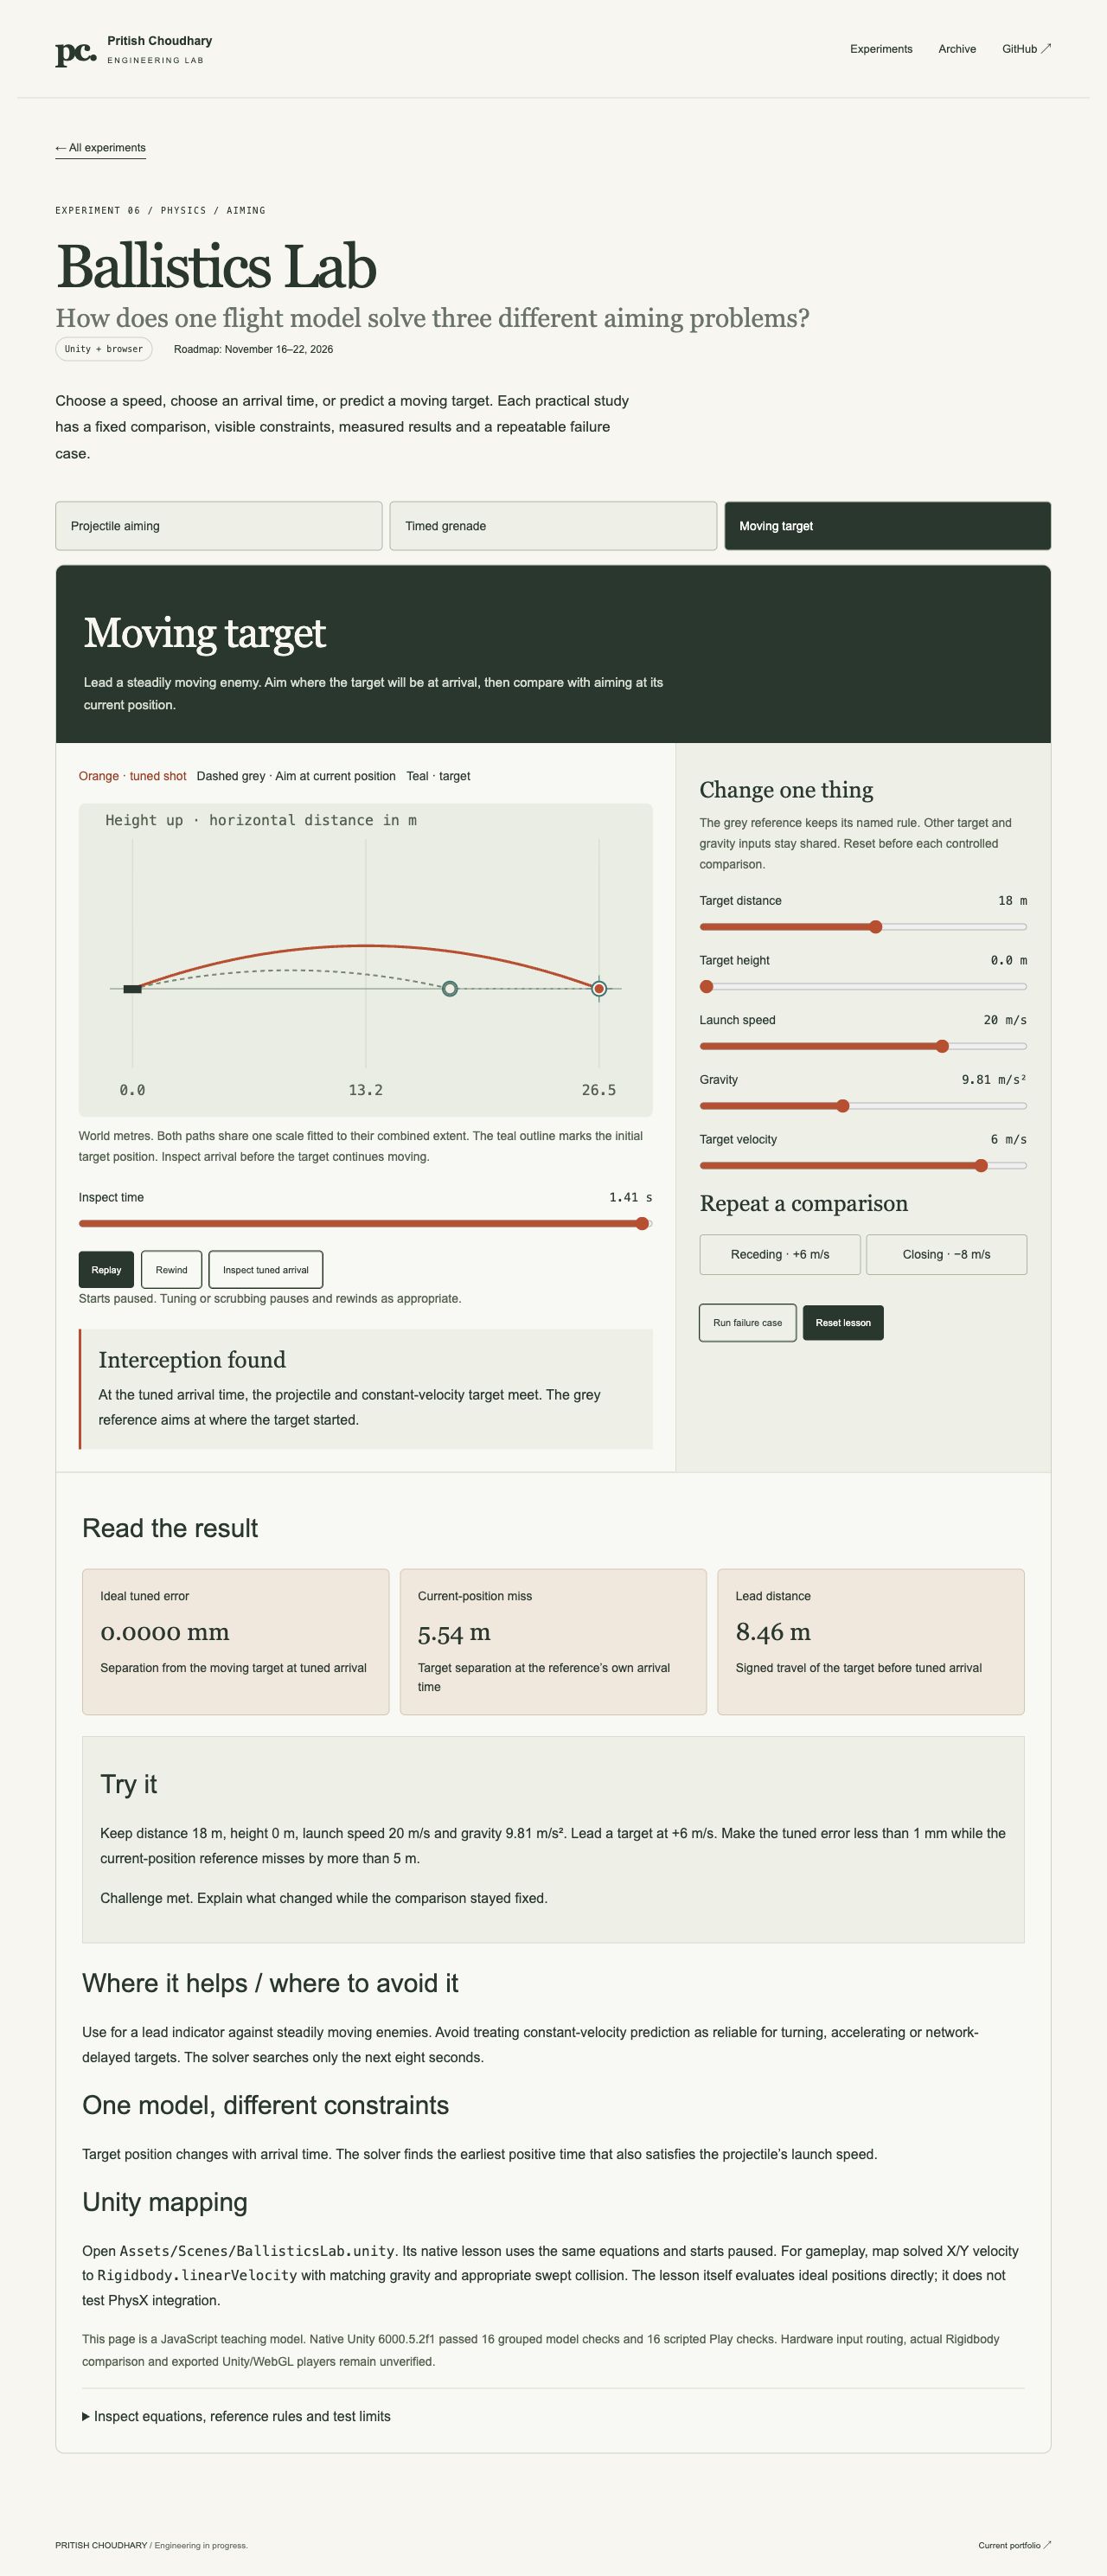 pc.
Pritish Choudhary
ENGINEERING LAB
Experiments
Archive
GitHub ↗
← All experiments
EXPERIMENT 06 / PHYSICS / AIMING
Ballistics Lab
How does one flight model solve three different aiming problems?
Unity + browser
Roadmap: November 16–22, 2026
Choose a speed, choose an arrival time, or predict a moving target. Each practical study
has a fixed comparison, visible constraints, measured results and a repeatable failure
case.
Projectile aiming
Timed grenade
Moving target
Moving target
Lead a steadily moving enemy. Aim where the target will be at arrival, then compare with aiming at its
current position.
Orange · tuned shot Dashed grey · Aim at current position Teal · target
Height up · horizontal distance in m
0.0
13.2
26.5
World metres. Both paths share one scale fitted to their combined extent. The teal outline marks the initial
target position. Inspect arrival before the target continues moving.
Inspect time
1.41 s
Replay
Rewind
Inspect tuned arrival
Starts paused. Tuning or scrubbing pauses and rewinds as appropriate.
Interception found
At the tuned arrival time, the projectile and constant-velocity target meet. The grey
reference aims at where the target started.
Change one thing
The grey reference keeps its named rule. Other target and
gravity inputs stay shared. Reset before each controlled
comparison.
Target distance
18 m
Target height
0.0 m
Launch speed
20 m/s
Gravity
9.81 m/s²
Target velocity
6 m/s
Repeat a comparison
Receding · +6 m/s
Closing · −8 m/s
Run failure case
Reset lesson
Read the result
Ideal tuned error
0.0000 mm
Separation from the moving target at tuned arrival
Current-position miss
5.54 m
Target separation at the reference's own arrival
time
Lead distance
8.46 m
Signed travel of the target before tuned arrival
Try it
Keep distance 18 m, height 0 m, launch speed 20 m/s and gravity 9.81 m/s². Lead a target at +6 m/s. Make the tuned error less than 1 mm while the
current-position reference misses by more than 5 m.
Challenge met. Explain what changed while the comparison stayed fixed.
Where it helps / where to avoid it
Use for a lead indicator against steadily moving enemies. Avoid treating constant-velocity prediction as reliable for turning, accelerating or network-
delayed targets. The solver searches only the next eight seconds.
One model, different constraints
Target position changes with arrival time. The solver finds the earliest positive time that also satisfies the projectile's launch speed.
Unity mapping
Open Assets/Scenes/BallisticsLab.unity. Its native lesson uses the same equations and starts paused. For gameplay, map solved X/Y velocity
to Rigidbody.linearVelocity with matching gravity and appropriate swept collision. The lesson itself evaluates ideal positions directly; it does not
test PhysX integration.
This page is a JavaScript teaching model. Native Unity 6000.5.2f1 passed 16 grouped model checks and 16 scripted Play checks. Hardware input routing, actual Rigidbody
comparison and exported Unity/WebGL players remain unverified.
▶ Inspect equations, reference rules and test limits
PRITISH CHOUDHARY / Engineering in progress.
Current portfolio ↗